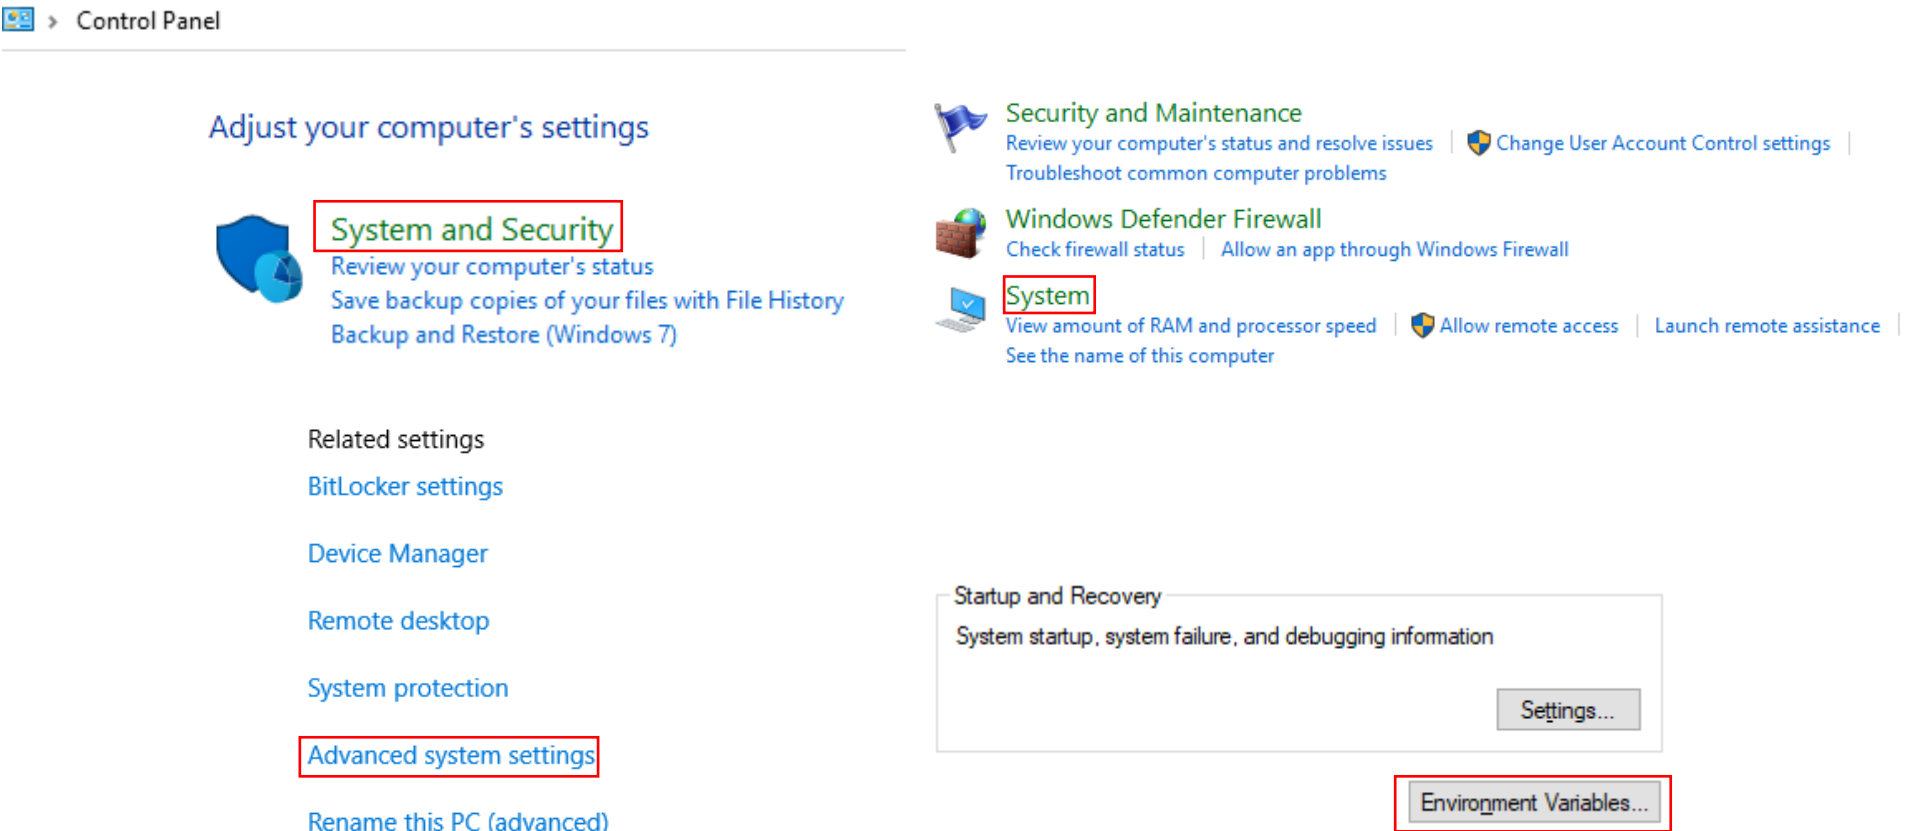 Control Panel
Adjust your computer's settings
System and Security
Review your computer's status
Save backup copies of your files with File History
Backup and Restore (Windows 7)
Security and Maintenance
Review your computer's status and resolve issues Change User Account Control settings
Troubleshoot common computer problems
Windows Defender Firewall
Check firewall status Allow an app through Windows Firewall
System
View amount of RAM and processor speed Allow remote access Launch remote assistance
See the name of this computer
Related settings
BitLocker settings
Device Manager
Remote desktop
System protection
Advanced system settings
Rename this PC (advanced)
Startup and Recovery
System startup, system failure, and debugging information
Settings...
Environment Variables...